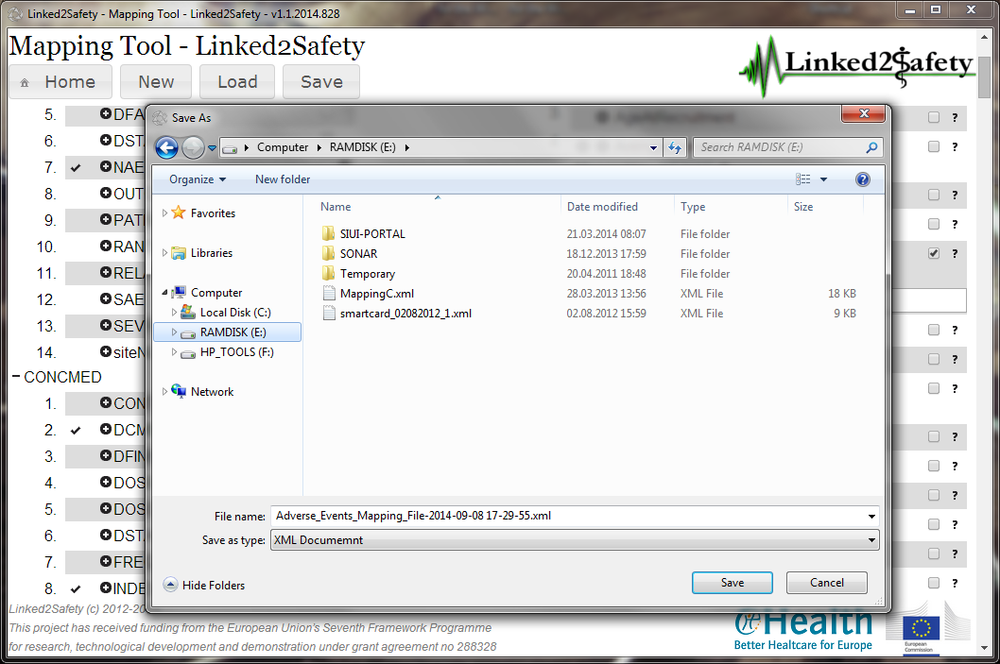 Linked2Safety - Mapping Tool - Linked2Safety - v1.1.2014.828
Mapping Tool - Linked2Safety
Linked2Safety
Home New Load Save
Save As
Computer RAMDISK (E:)
Search RAMDISK (E:)
Organize New folder
Favorites
Libraries
Computer
Local Disk (C:)
RAMDISK (E:)
HP_TOOLS (F:)
Network
Name Date modified Type Size
SIUI-PORTAL 21.03.2014 08:07 File folder
SONAR 18.12.2013 17:59 File folder
Temporary 20.04.2011 18:48 File folder
MappingC.xml 28.03.2013 13:56 XML File 18 KB
smartcard_02082012_1.xml 02.08.2012 15:59 XML File 9 KB
File name: Adverse_Events_Mapping_File-2014-09-08 17-29-55.xml
Save as type: XML Documemnt
Hide Folders Save Cancel
5. DFA ?
6. DST ?
7. NAE
8. OUT ?
9. PAT ?
10. RAN ?
11. REL
12. SAE
13. SEV ?
14. siteN ?
CONCMED ?
1. CON
2. DCM ?
3. DFIN ?
4. DOS ?
5. DOS ?
6. DST ?
7. FRE ?
8. INDE ?
Linked2Safety (c) 2012-20
This project has received funding from the European Union's Seventh Framework Programme
for research, technological development and demonstration under grant agreement no 288328
eHealth
Better Healtcare for Europe
European
Commission